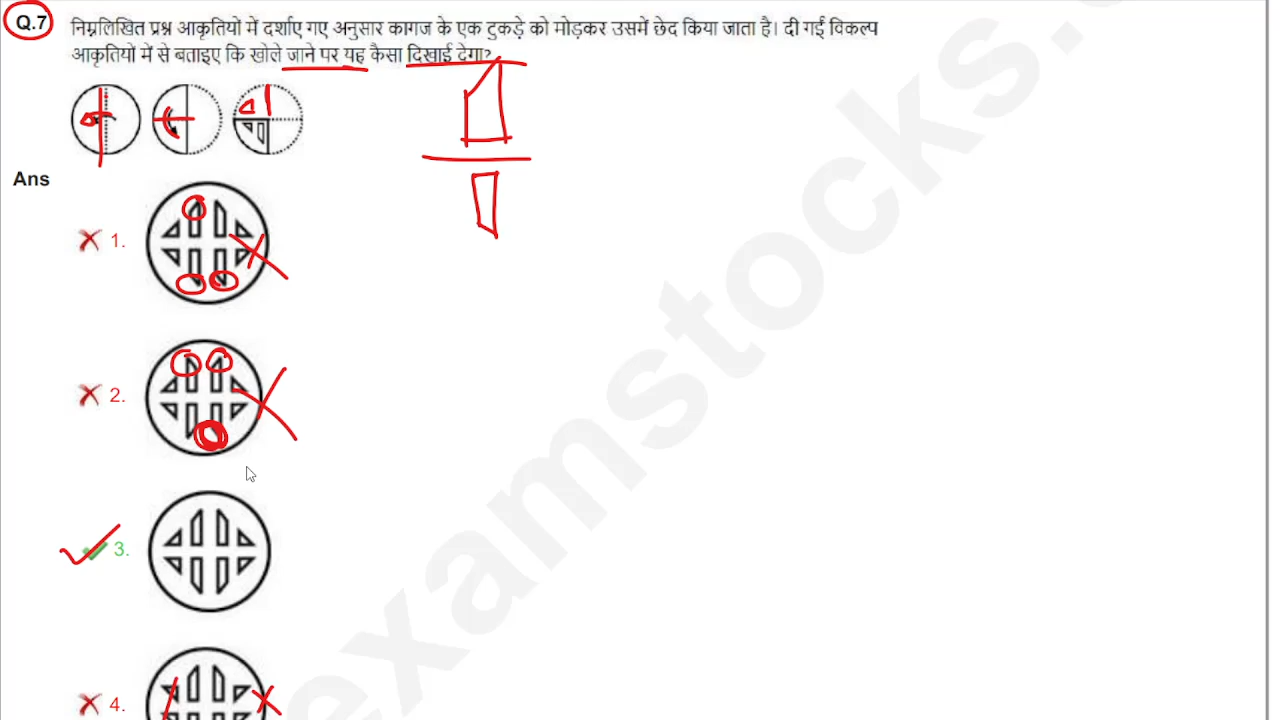 Q.7 निम्नलिखित प्रश्न आकृतियों में दर्शाए गए अनुसार कागज के एक टुकड़े को मोड़कर उसमें छेद किया जाता है। दी गईं विकल्प
आकृतियों में से बताइए कि खोले जाने पर यह कैसा दिखाई देगा?
Ans
1.
2.
3.
4.
examstocks.c